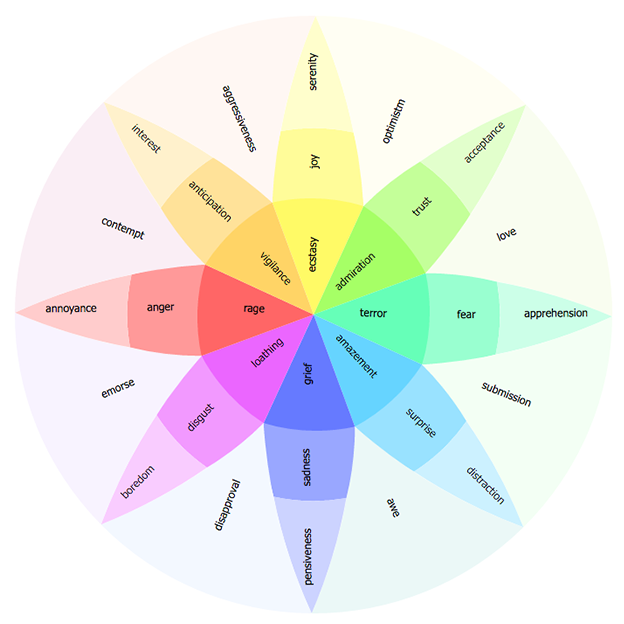 serenity
aggressiveness
optimistm
interest
acceptance
joy
anticipation
trust
contempt
love
vigilance
ecstasy
admiration
annoyance
anger
rage
terror
fear
apprehension
loathing
grief
amazement
emorse
submission
disgust
surprise
boredom
sadness
distraction
disapproval
awe
pensiveness